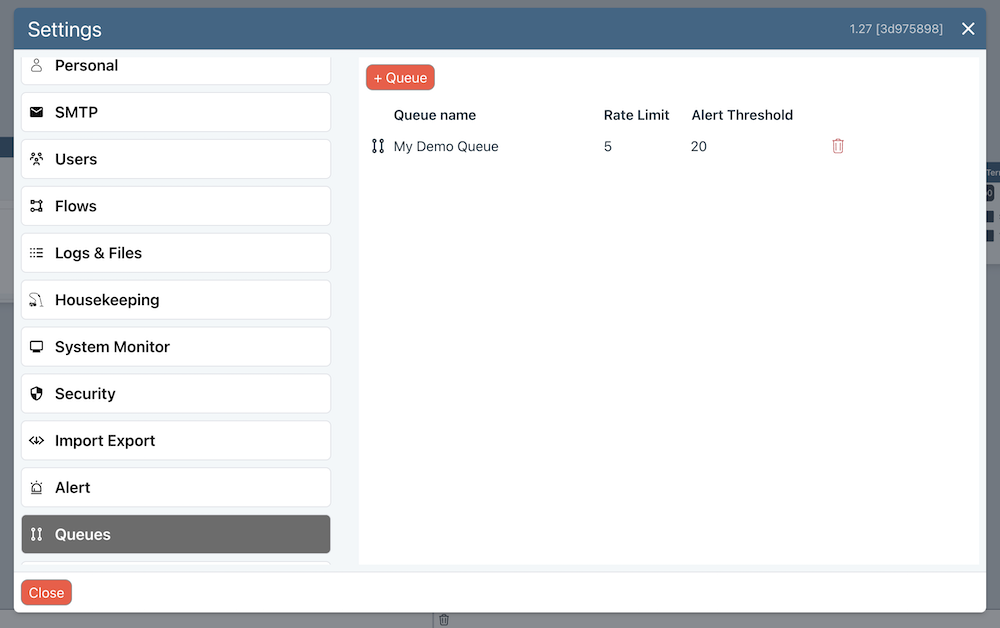 Settings
1.27 [3d975898]
Personal
SMTP
Users
Flows
Logs & Files
Housekeeping
System Monitor
Security
Import Export
Alert
Queues
+ Queue
Queue name Rate Limit Alert Threshold
My Demo Queue 5 20
Close